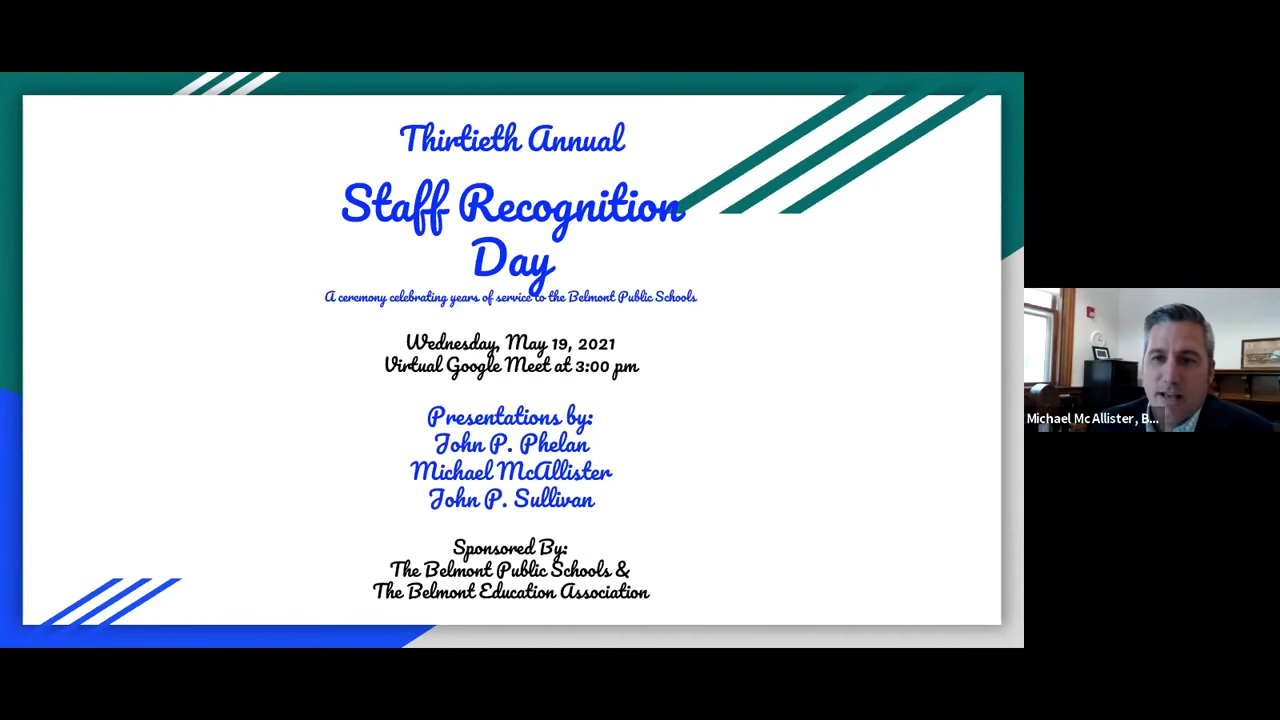 Thirtieth Annual
Staff Recognition
Day
A ceremony celebrating years of service to the Belmont Public Schools
Wednesday, May 19, 2021
Virtual Google Meet at 3:00 pm
Presentations by:
John P. Phelan
Michael McAllister
John P. Sullivan
Sponsored By:
The Belmont Public Schools &
The Belmont Education Association
Michael McAllister, B...